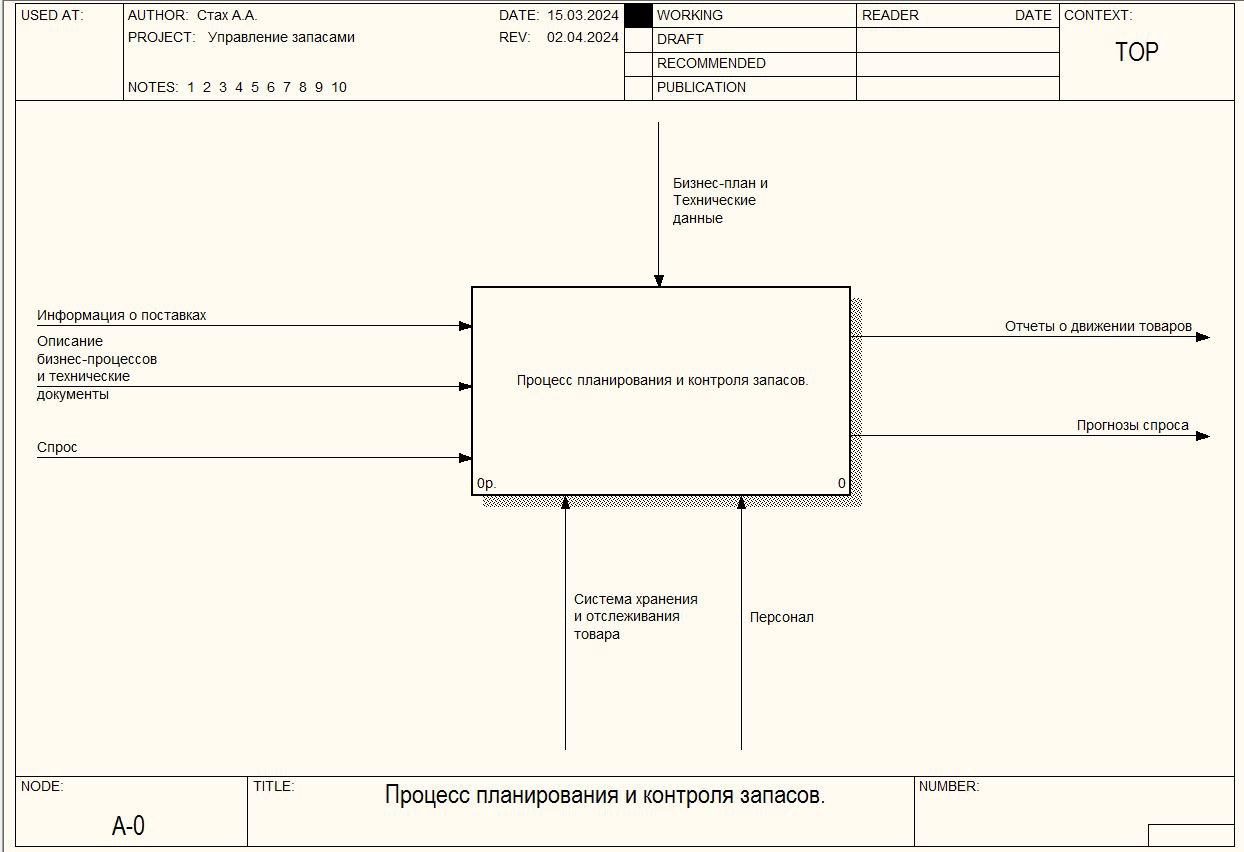 USED AT:
AUTHOR: Стах А.А.
DATE: 15.03.2024
PROJECT: Управление запасами
REV: 02.04.2024
NOTES: 1 2 3 4 5 6 7 8 9 10
WORKING
DRAFT
RECOMMENDED
PUBLICATION
READER DATE
CONTEXT:
TOP
Бизнес-план и
Технические
данные
Информация о поставках
Описание
бизнес-процессов
и технические
документы
Спрос
Процесс планирования и контроля запасов.
0р. 0
Отчеты о движении товаров
Прогнозы спроса
Система хранения
и отслеживания
товара
Персонал
NODE:
A-0
TITLE:
Процесс планирования и контроля запасов.
NUMBER: